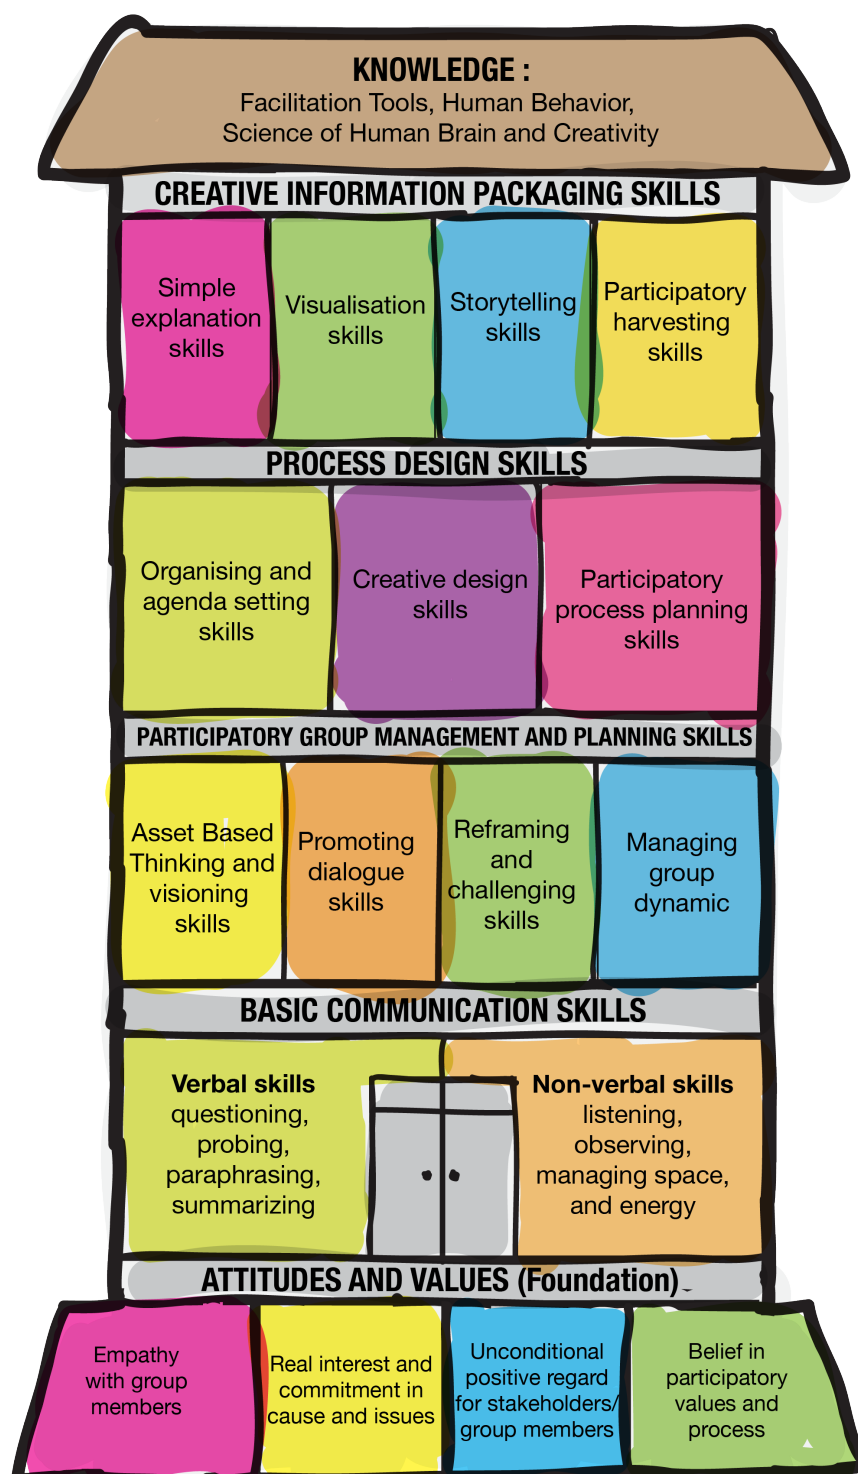 KNOWLEDGE :
Facilitation Tools, Human Behavior,
Science of Human Brain and Creativity
CREATIVE INFORMATION PACKAGING SKILLS
Simple
explanation
skills
Visualisation
skills
Storytelling
skills
Participatory
harvesting
skills
PROCESS DESIGN SKILLS
Organising and
agenda setting
skills
Creative design
skills
Participatory
process planning
skills
PARTICIPATORY GROUP MANAGEMENT AND PLANNING SKILLS
Asset Based
Thinking and
visioning
skills
Promoting
dialogue
skills
Reframing
and
challenging
skills
Managing
group
dynamic
BASIC COMMUNICATION SKILLS
Verbal skills
questioning,
probing,
paraphrasing,
summarizing
Non-verbal skills
listening,
observing,
managing space,
and energy
ATTITUDES AND VALUES (Foundation)
Empathy
with group
members
Real interest and
commitment in
cause and issues
Unconditional
positive regard
for stakeholders/
group members
Belief in
participatory
values and
process